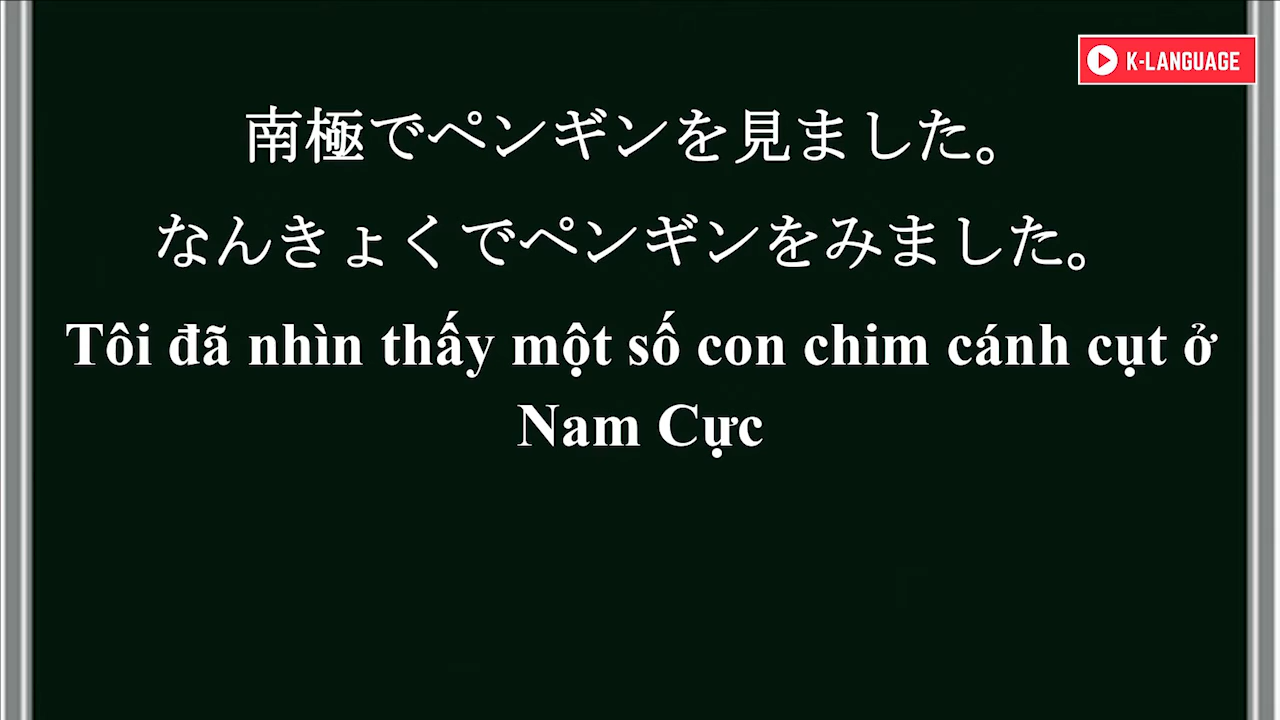 K-LANGUAGE
南極でペンギンを見ました。
なんきょくでペンギンをみました。
Tôi đã nhìn thấy một số con chim cánh cụt ở
Nam Cực